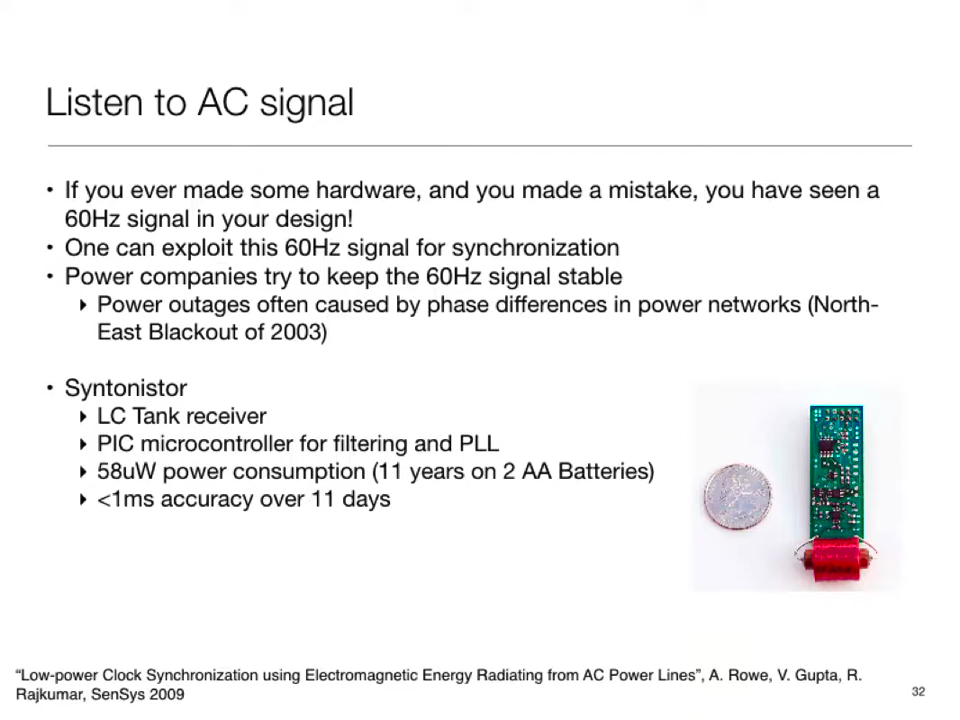 Listen to AC signal
• If you ever made some hardware, and you made a mistake, you have seen a
60Hz signal in your design!
• One can exploit this 60Hz signal for synchronization
• Power companies try to keep the 60Hz signal stable
‣ Power outages often caused by phase differences in power networks (North-
East Blackout of 2003)
• Syntonistor
‣ LC Tank receiver
‣ PIC microcontroller for filtering and PLL
‣ 58uW power consumption (11 years on 2 AA Batteries)
‣ <1ms accuracy over 11 days
“Low-power Clock Synchronization using Electromagnetic Energy Radiating from AC Power Lines”, A. Rowe, V. Gupta, R.
Rajkumar, SenSys 2009
32